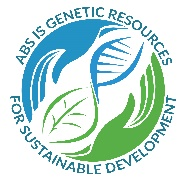 ABS IS GENETIC RESOURCES
FOR SUSTAINABLE DEVELOPMENT